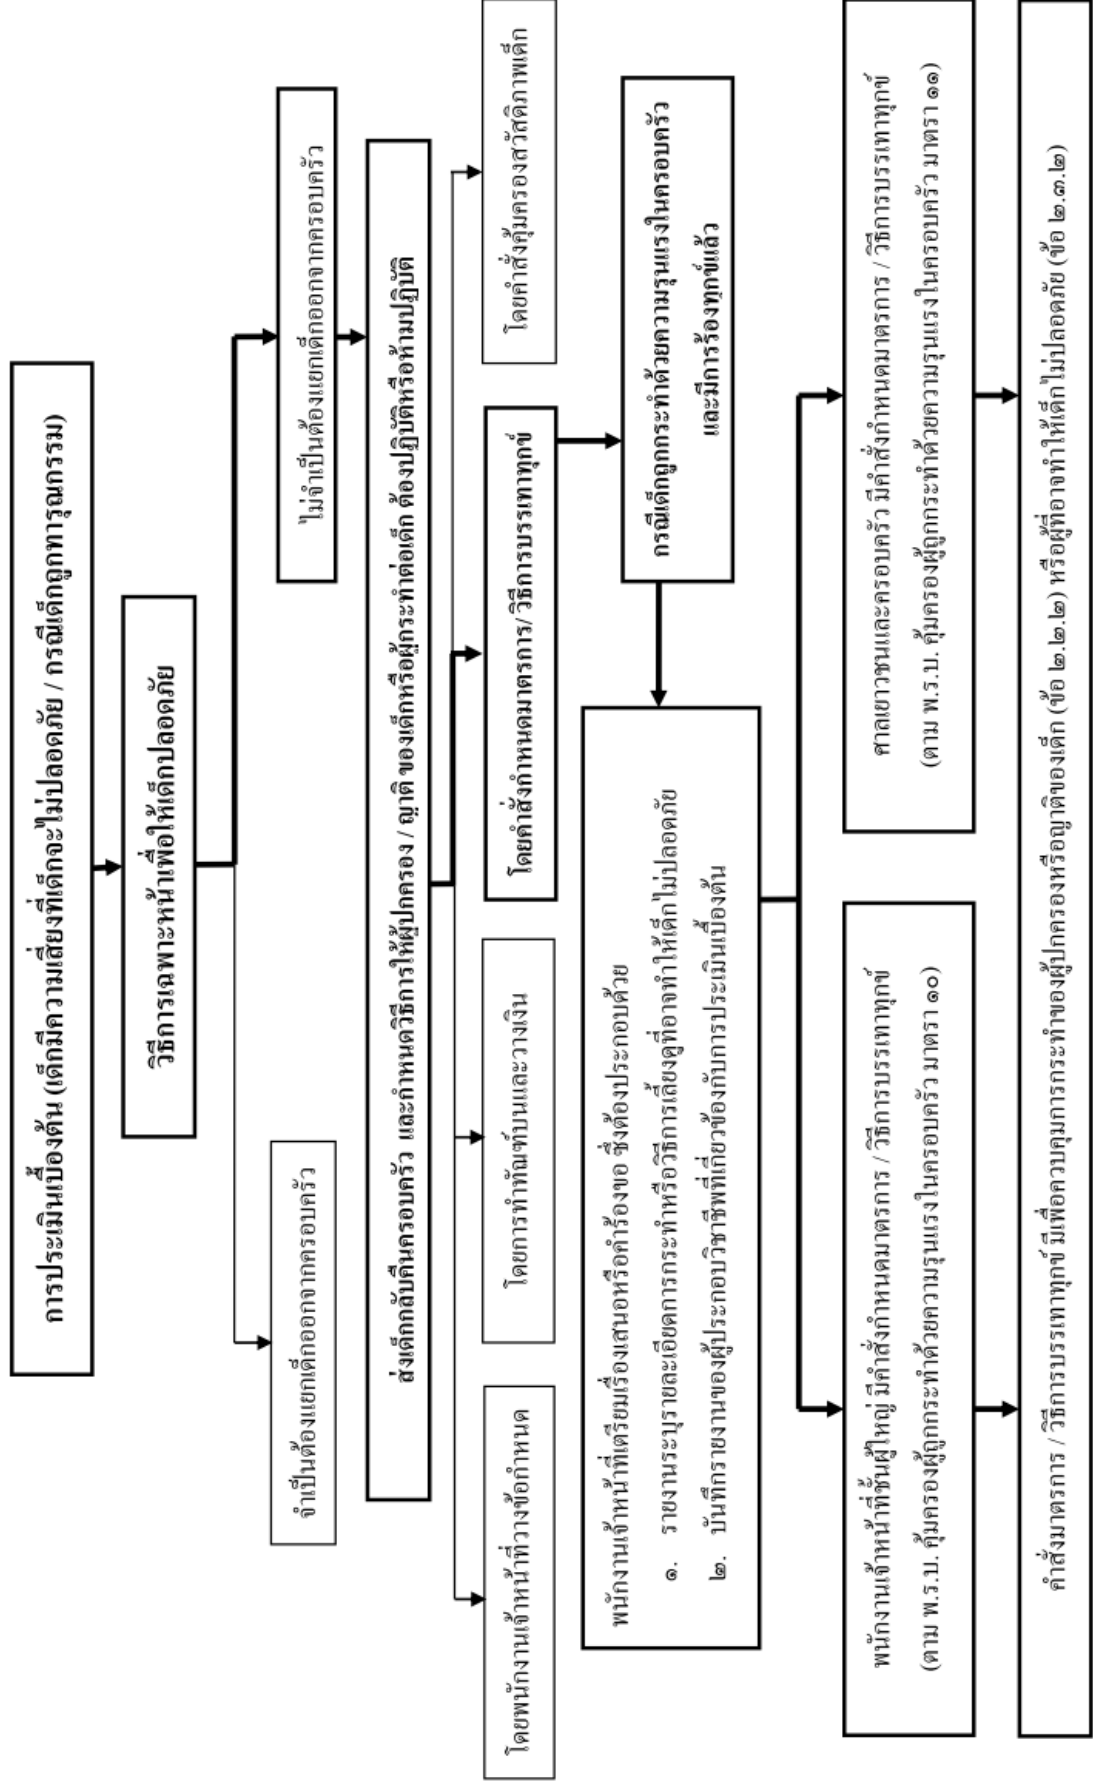 การประเมินเบื้องต้น (เด็กมีความเสี่ยงที่เด็กจะไม่ปลอดภัย / กรณีเด็กถูกทารุณกรรม)
วิธีการเฉพาะหน้าเพื่อให้เด็กปลอดภัย
จำเป็นต้องแยกเด็กออกจากครอบครัว
ไม่จำเป็นต้องแยกเด็กออกจากครอบครัว
ส่งเด็กกลับคืนครอบครัว และกำหนดวิธีการให้ผู้ปกครอง / ญาติ ของเด็กหรือผู้กระทำต่อเด็ก ต้องปฏิบัติหรือห้ามปฏิบัติ
โดยพนักงานเจ้าหน้าที่วางข้อกำหนด
โดยการทำทัณฑ์บนและวางเงิน
โดยคำสั่งกำหนดมาตรการ/ วิธีการบรรเทาทุกข์
โดยคำสั่งคุ้มครองสวัสดิภาพเด็ก
กรณีเด็กถูกกระทำด้วยความรุนแรงในครอบครัว
และมีการร้องทุกข์แล้ว
พนักงานเจ้าหน้าที่เตรียมเรื่องเสนอหรือคำร้องขอ ซึ่งต้องประกอบด้วย
๑. รายงานระบุรายละเอียดการกระทำหรือวิธีการเลี้ยงดูที่อาจทำให้เด็กไม่ปลอดภัย
๒. บันทึกรายงานของผู้ประกอบวิชาชีพที่เกี่ยวข้องกับการประเมินเบื้องต้น
พนักงานเจ้าหน้าที่ชั้นผู้ใหญ่ มีคำสั่งกำหนดมาตรการ / วิธีการบรรเทาทุกข์
(ตาม พ.ร.บ. คุ้มครองผู้ถูกกระทำด้วยความรุนแรงในครอบครัว มาตรา ๑๐)
ศาลเยาวชนและครอบครัว มีคำสั่งกำหนดมาตรการ / วิธีการบรรเทาทุกข์
(ตาม พ.ร.บ. คุ้มครองผู้ถูกกระทำด้วยความรุนแรงในครอบครัว มาตรา ๑๑)
คำสั่งมาตรการ / วิธีการบรรเทาทุกข์ มีเพื่อควบคุมการกระทำของผู้ปกครองหรือญาติของเด็ก (ข้อ ๒.๒.๒) หรือผู้ที่อาจทำให้เด็กไม่ปลอดภัย (ข้อ ๒.๓.๒)